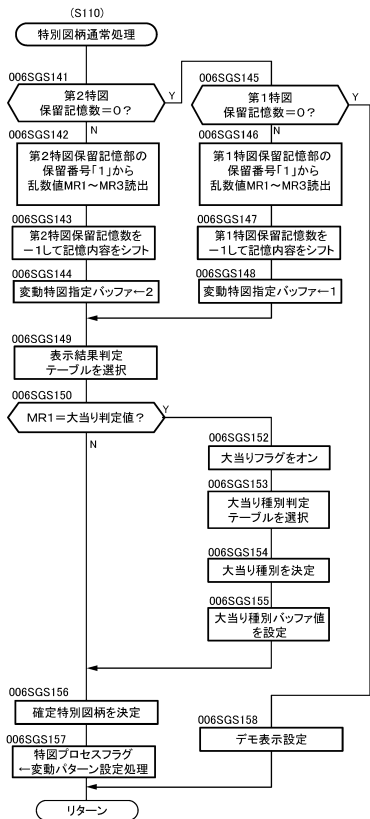 (S110)
特別図柄通常処理
006SGS141
第2特図
保留記憶数=0?
Y
N
006SGS142
第2特図保留記憶部の
保留番号「1」から
乱数値MR1～MR3読出
006SGS143
第2特図保留記憶数を
-1して記憶内容をシフト
006SGS144
変動特図指定バッファ←2
006SGS145
第1特図
保留記憶数=0?
Y
N
006SGS146
第1特図保留記憶部の
保留番号「1」から
乱数値MR1～MR3読出
006SGS147
第1特図保留記憶数を
-1して記憶内容をシフト
006SGS148
変動特図指定バッファ←1
006SGS149
表示結果判定
テーブルを選択
006SGS150
MR1=大当り判定値?
Y
N
006SGS152
大当りフラグをオン
006SGS153
大当り種別判定
テーブルを選択
006SGS154
大当り種別を決定
006SGS155
大当り種別バッファ値
を設定
006SGS156
確定特別図柄を決定
006SGS157
特図プロセスフラグ
←変動パターン設定処理
006SGS158
デモ表示設定
リターン